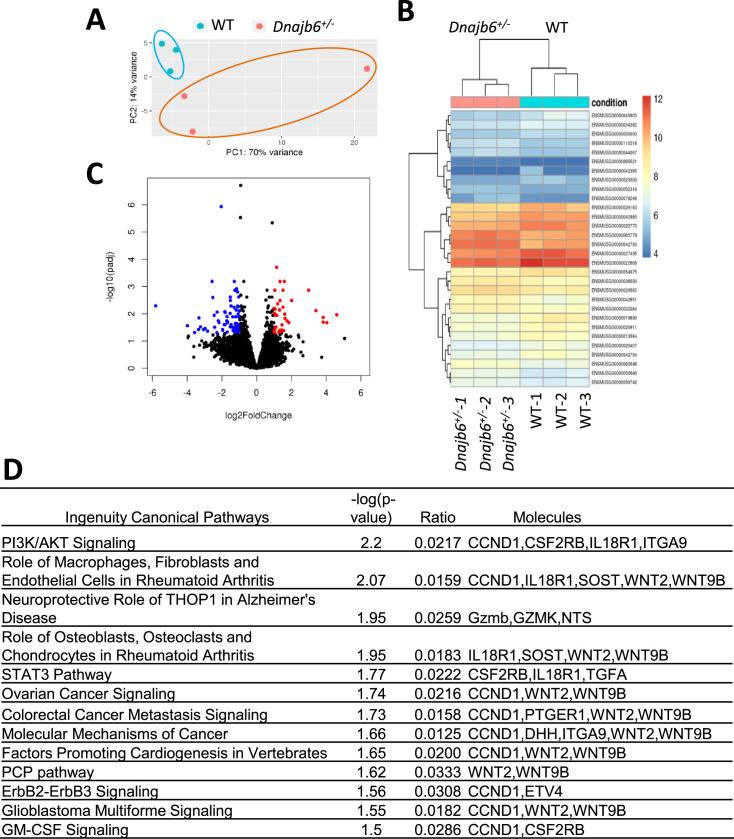 A
WT
Dnajb6+/-
5
0
-5
PC2: 14% variance
0
10
20
PC1: 70% variance
B
Dnajb6+/-
WT
condition
12
10
8
6
4
Dnajb6+/--1
Dnajb6+/--2
Dnajb6+/--3
WT-1
WT-2
WT-3
C
-log10(padj)
6
5
4
3
2
1
0
-6
-4
-2
0
2
4
6
log2FoldChange
D
-log(p-
Ingenuity Canonical Pathways value) Ratio Molecules
PI3K/AKT Signaling 2.2 0.0217 CCND1,CSF2RB,IL18R1,ITGA9
Role of Macrophages, Fibroblasts and
Endothelial Cells in Rheumatoid Arthritis 2.07 0.0159 CCND1,IL18R1,SOST,WNT2,WNT9B
Neuroprotective Role of THOP1 in Alzheimer's
Disease 1.95 0.0259 Gzmb,GZMK,NTS
Role of Osteoblasts, Osteoclasts and
Chondrocytes in Rheumatoid Arthritis 1.95 0.0183 IL18R1,SOST,WNT2,WNT9B
STAT3 Pathway 1.77 0.0222 CSF2RB,IL18R1,TGFA
Ovarian Cancer Signaling 1.74 0.0216 CCND1,WNT2,WNT9B
Colorectal Cancer Metastasis Signaling 1.73 0.0158 CCND1,PTGER1,WNT2,WNT9B
Molecular Mechanisms of Cancer 1.66 0.0125 CCND1,DHH,ITGA9,WNT2,WNT9B
Factors Promoting Cardiogenesis in Vertebrates 1.65 0.0200 CCND1,WNT2,WNT9B
PCP pathway 1.62 0.0333 WNT2,WNT9B
ErbB2-ErbB3 Signaling 1.56 0.0308 CCND1,ETV4
Glioblastoma Multiforme Signaling 1.55 0.0182 CCND1,WNT2,WNT9B
GM-CSF Signaling 1.5 0.0286 CCND1,CSF2RB